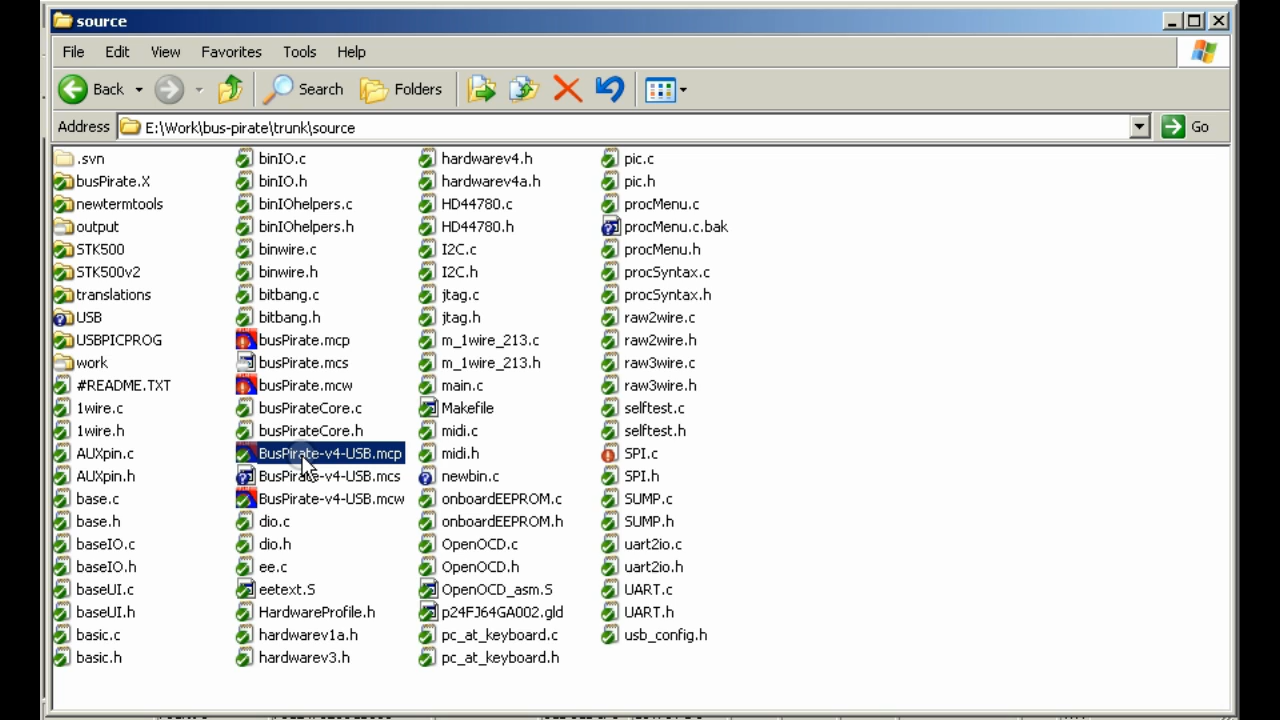 source
File Edit View Favorites Tools Help
Back Search Folders
Address E:\Work\bus-pirate\trunk\source Go
.svn
busPirate.X
newtermtools
output
STK500
STK500v2
translations
USB
USBPICPROG
work
#README.TXT
1wire.c
1wire.h
AUXpin.c
AUXpin.h
base.c
base.h
baseIO.c
baseIO.h
baseUI.c
baseUI.h
basic.c
basic.h
binIO.c
binIO.h
binIOhelpers.c
binIOhelpers.h
binwire.c
binwire.h
bitbang.c
bitbang.h
busPirate.mcp
busPirate.mcs
busPirate.mcw
busPirateCore.c
busPirateCore.h
BusPirate-v4-USB.mcp
BusPirate-v4-USB.mcs
BusPirate-v4-USB.mcw
dio.c
dio.h
ee.c
eetext.S
HardwareProfile.h
hardwarev1a.h
hardwarev3.h
hardwarev4.h
hardwarev4a.h
HD44780.c
HD44780.h
I2C.c
I2C.h
jtag.c
jtag.h
m_1wire_213.c
m_1wire_213.h
main.c
Makefile
midi.c
midi.h
newbin.c
onboardEEPROM.c
onboardEEPROM.h
OpenOCD.c
OpenOCD.h
OpenOCD_asm.S
p24FJ64GA002.gld
pc_at_keyboard.c
pc_at_keyboard.h
pic.c
pic.h
procMenu.c
procMenu.c.bak
procMenu.h
procSyntax.c
procSyntax.h
raw2wire.c
raw2wire.h
raw3wire.c
raw3wire.h
selftest.c
selftest.h
SPI.c
SPI.h
SUMP.c
SUMP.h
uart2io.c
uart2io.h
UART.c
UART.h
usb_config.h